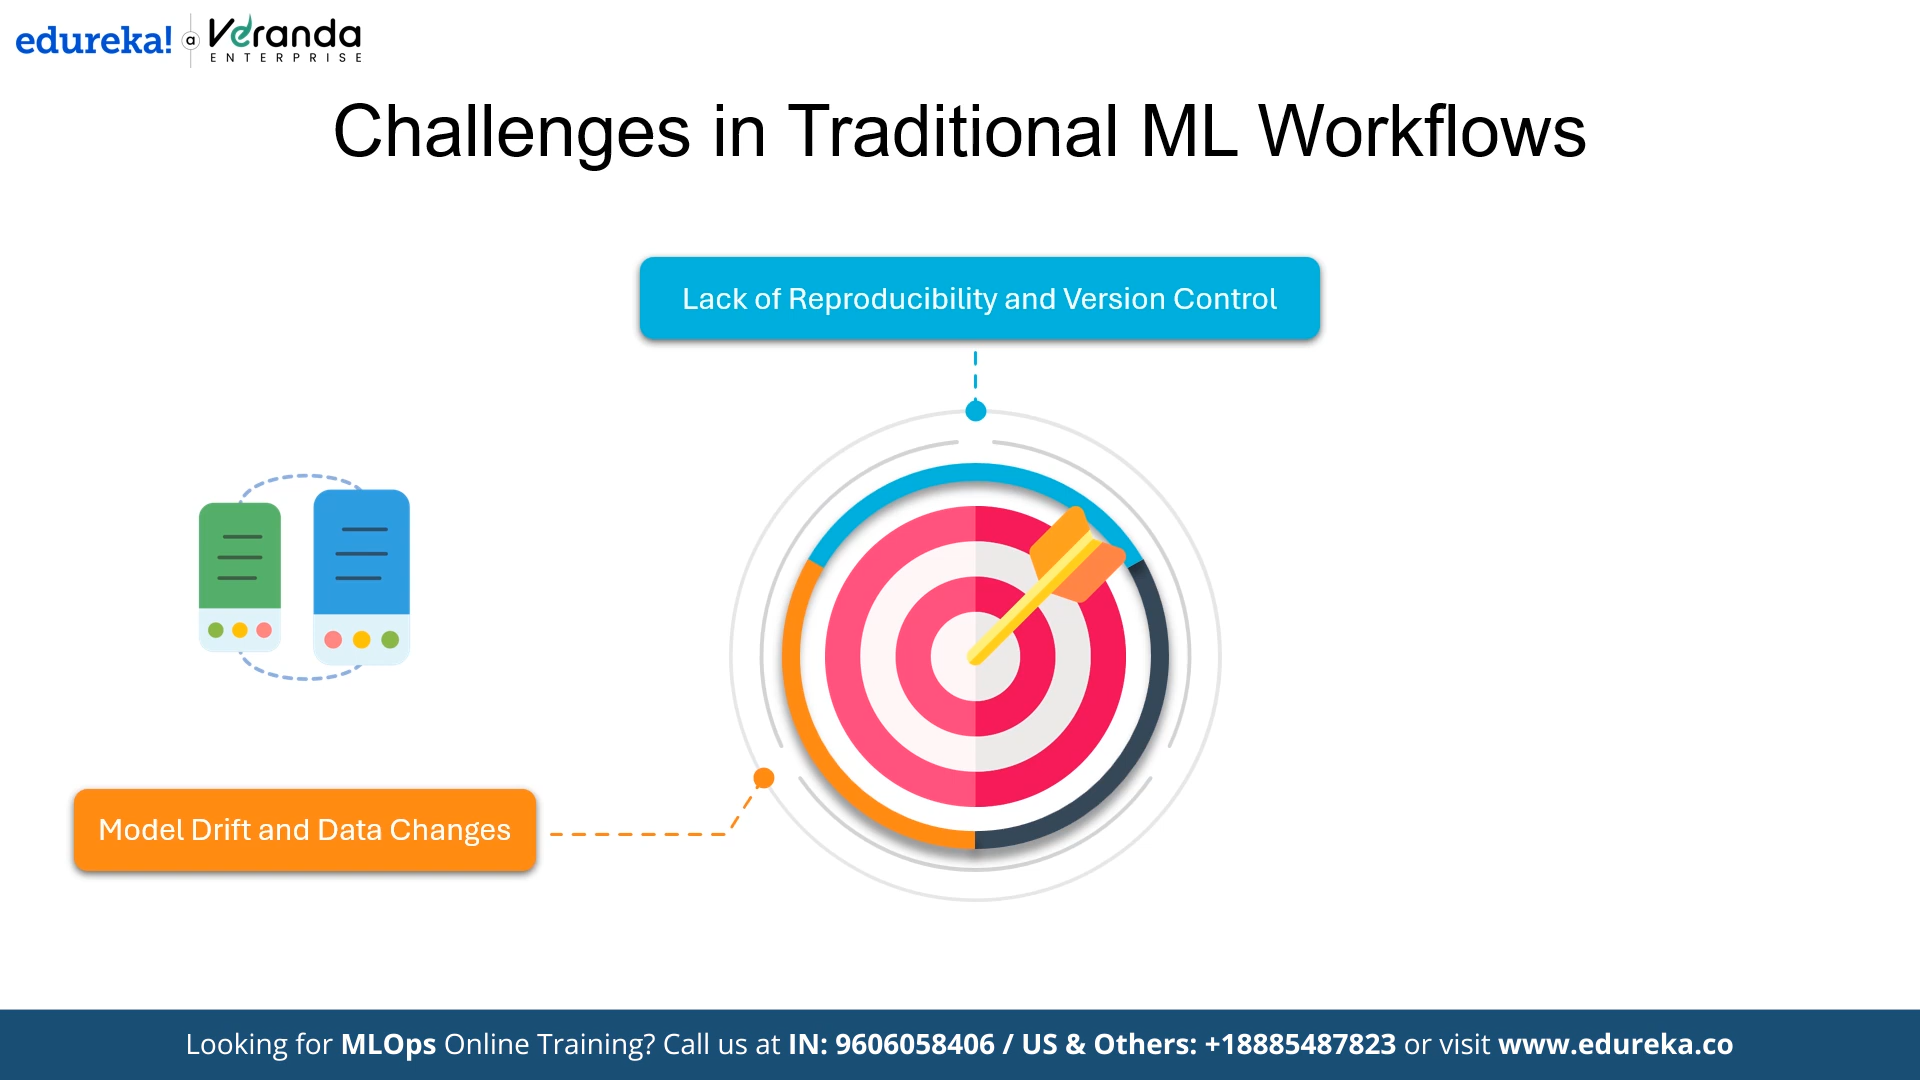 edureka! a Veranda
ENTERPRISE
Challenges in Traditional ML Workflows
Lack of Reproducibility and Version Control
Model Drift and Data Changes
Looking for MLOps Online Training? Call us at IN: 9606058406 / US & Others: +18885487823 or visit www.edureka.co